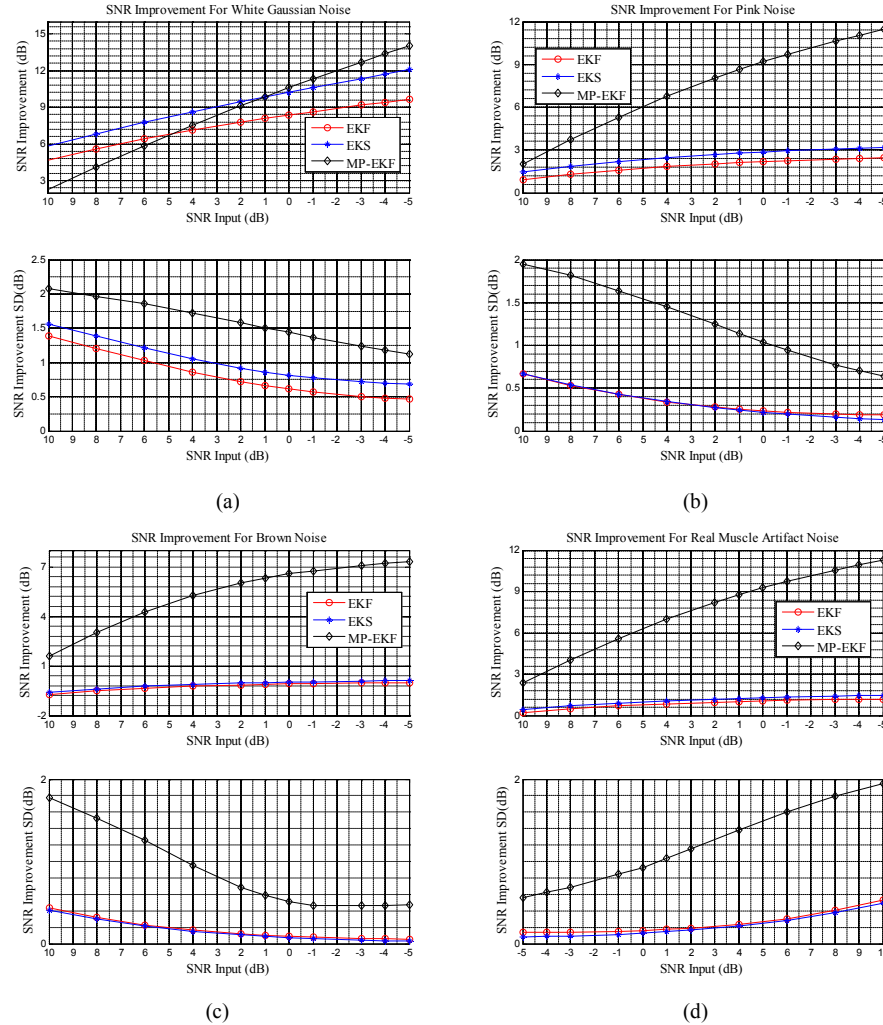 SNR Improvement For White Gaussian Noise
SNR Improvement (dB)
15
12
9
6
3
EKF
EKS
MP-EKF
10 8 7 6 5 4 3 2 1 0 -1 -2 -3 -4 -5
SNR Input (dB)
SNR Improvement SD(dB)
2.5
2
1.5
1
0.5
0
10 8 7 6 5 4 3 2 1 0 -1 -2 -3 -4 -5
SNR Input (dB)
(a)
SNR Improvement For Pink Noise
SNR Improvement (dB)
12
9
6
3
0
EKF
EKS
MP-EKF
10 8 7 6 5 4 3 2 1 0 -1 -2 -3 -4 -5
SNR Input (dB)
SNR Improvement SD(dB)
2
1.5
1
0.5
0
10 8 7 6 5 4 3 2 1 0 -1 -2 -3 -4 -5
SNR Input (dB)
(b)
SNR Improvement For Brown Noise
SNR Improvement (dB)
7
4
1
-2
EKF
EKS
MP-EKF
10 8 7 6 5 4 3 2 1 0 -1 -2 -3 -4 -5
SNR Input (dB)
SNR Improvement SD(dB)
2
0
10 8 7 6 5 4 3 2 1 0 -1 -2 -3 -4 -5
SNR Input (dB)
(c)
SNR Improvement For Real Muscle Artifact Noise
SNR Improvement (dB)
12
9
6
3
0
EKF
EKS
MP-EKF
10 8 7 6 5 4 3 2 1 0 -1 -2 -3 -4 -5
SNR Input (dB)
SNR Improvement SD(dB)
2
0
-5 -4 -3 -2 -1 0 1 2 3 4 5 6 7 8 9 1
SNR Input (dB)
(d)